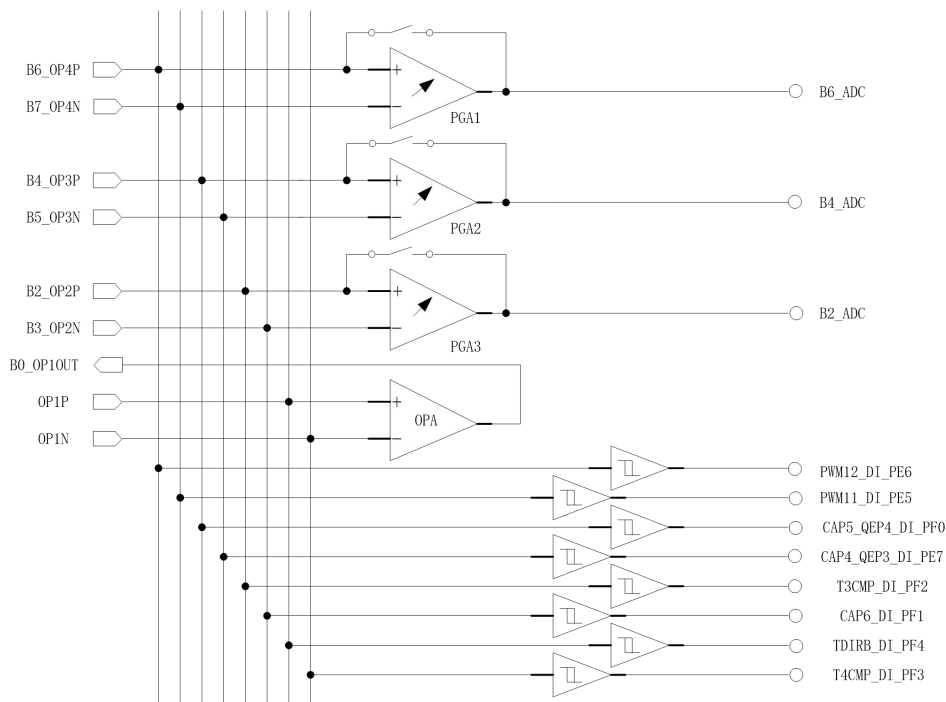 B6_OP4P
B7_OP4N
PGA1
B6_ADC
B4_OP3P
B5_OP3N
PGA2
B4_ADC
B2_OP2P
B3_OP2N
PGA3
B2_ADC
B0_OP1OUT
OP1P
OP1N
OPA
PWM12_DI_PE6
PWM11_DI_PE5
CAP5_QEP4_DI_PF0
CAP4_QEP3_DI_PE7
T3CMP_DI_PF2
CAP6_DI_PF1
TDIRB_DI_PF4
T4CMP_DI_PF3